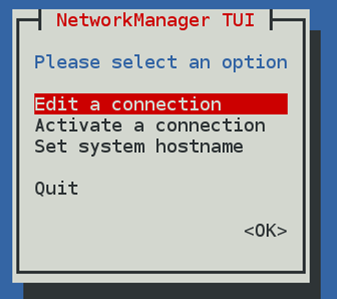 NetworkManager TUI
Please select an option
Edit a connection
Activate a connection
Set system hostname
Quit
<OK>